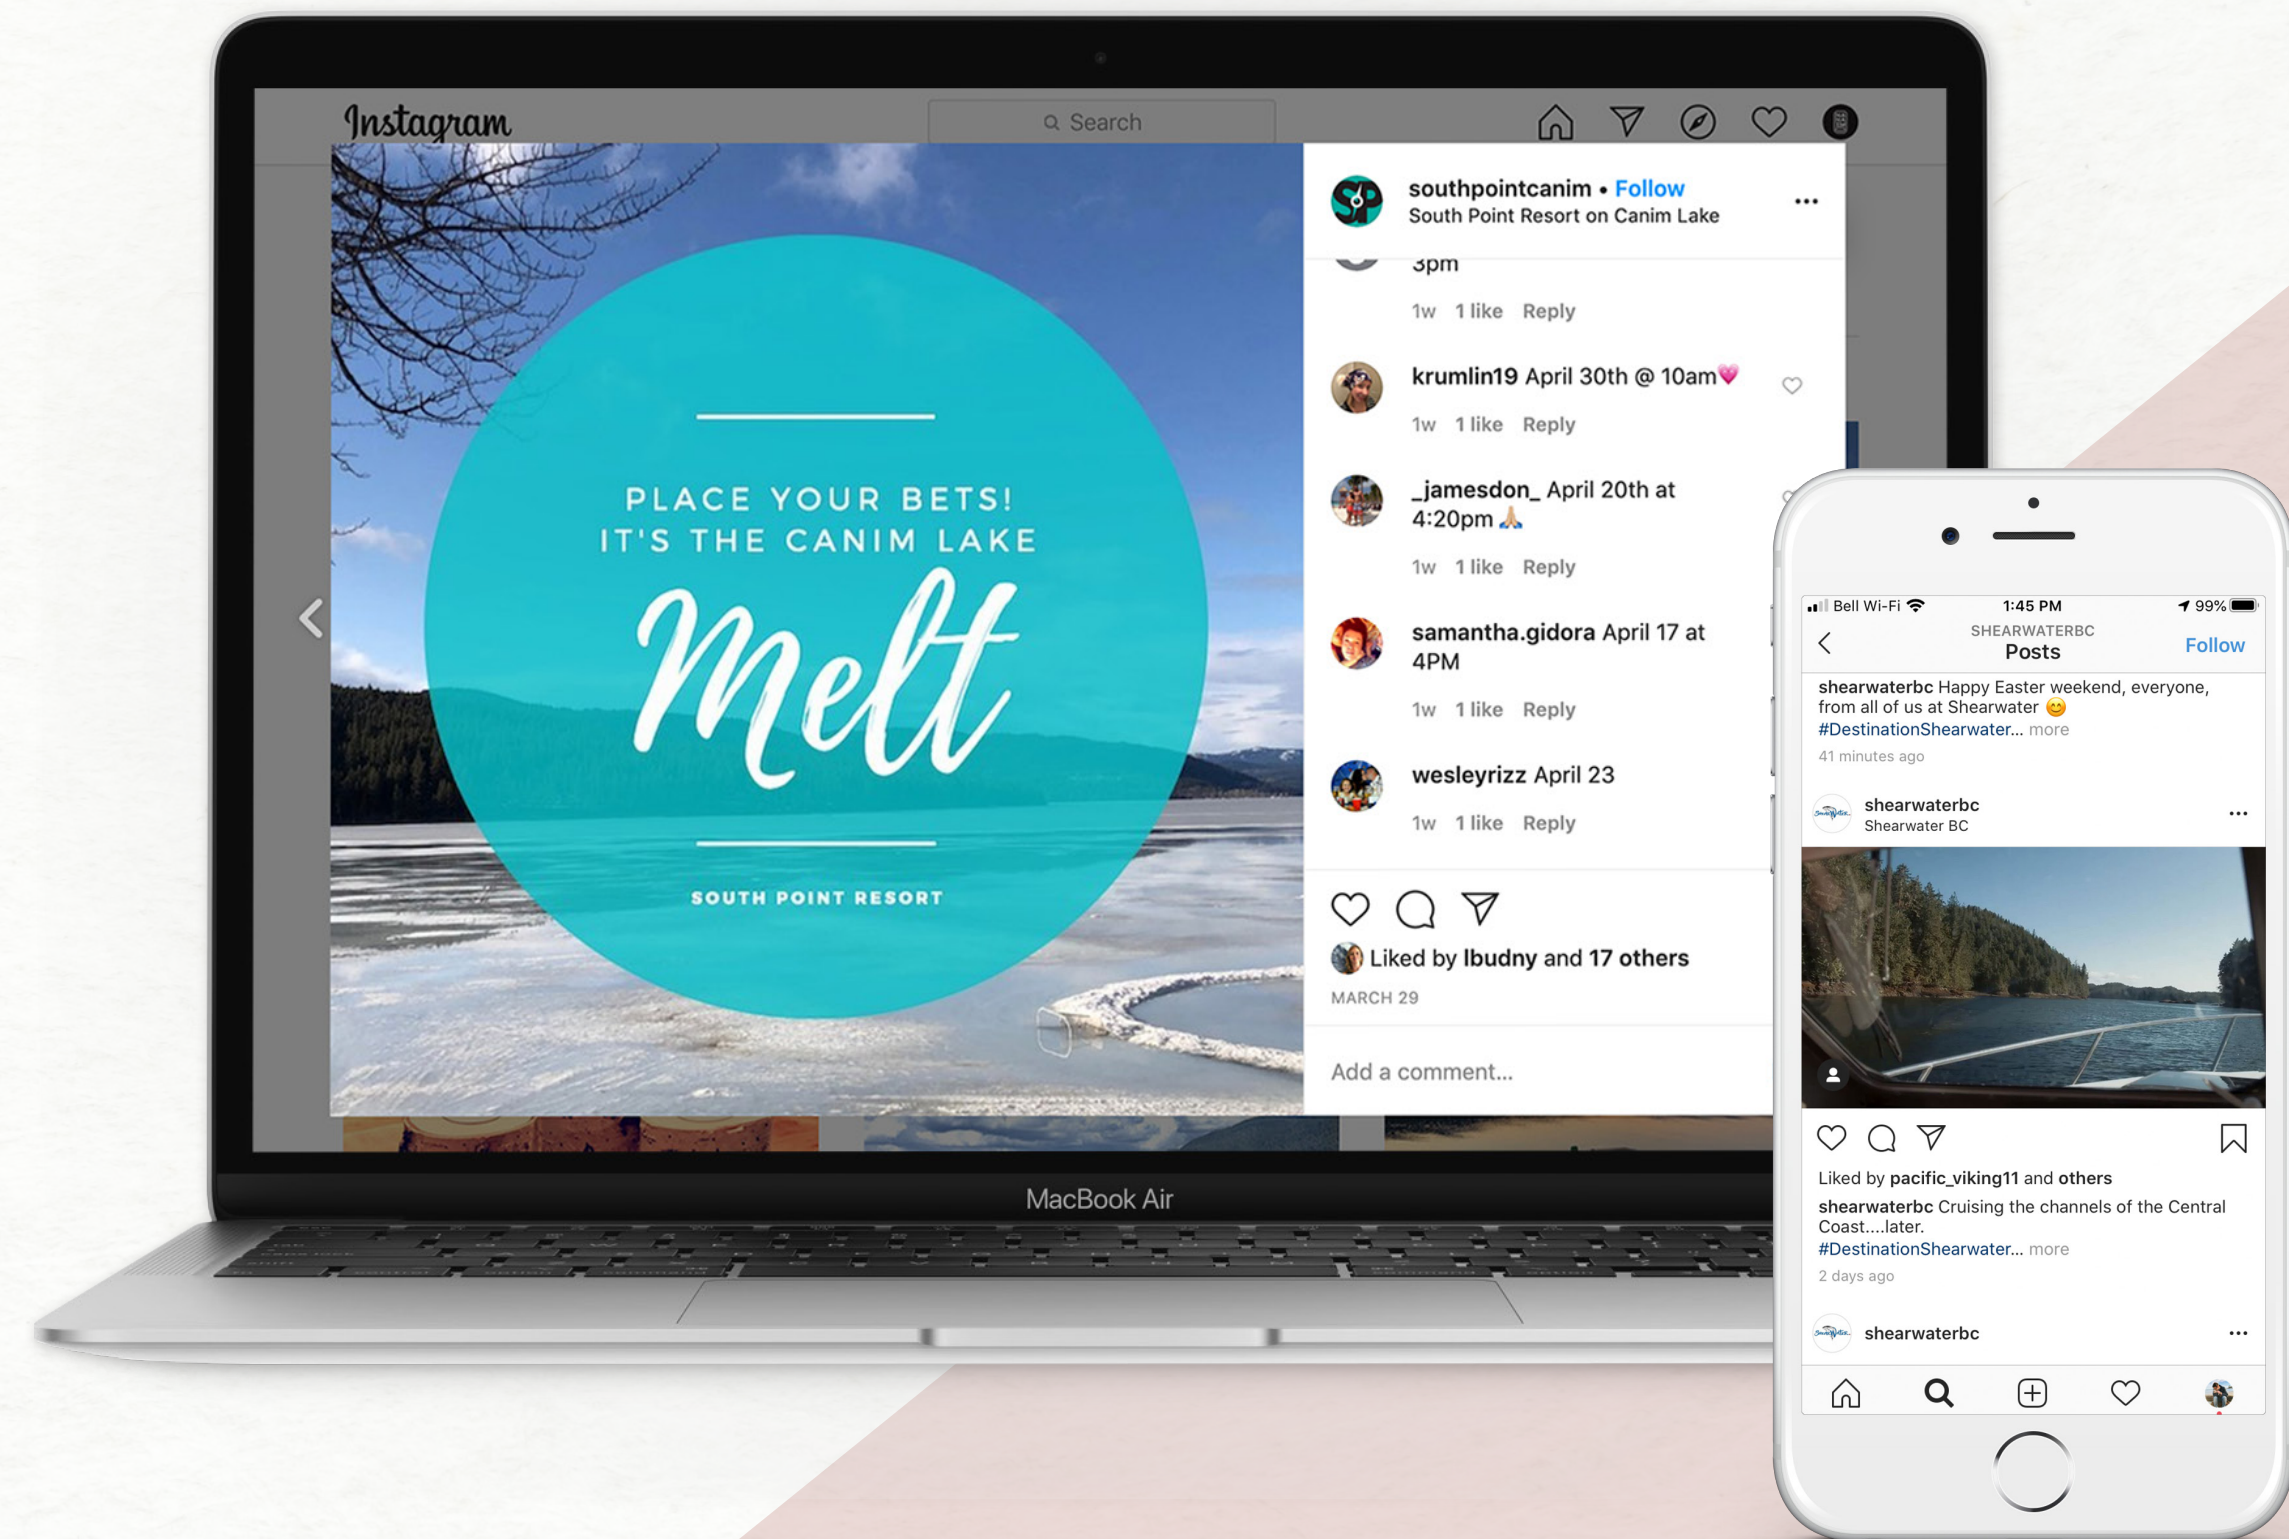 Instagram
Search
PLACE YOUR BETS!
IT'S THE CANIM LAKE
Melt
SOUTH POINT RESORT
SP
southpointcanim • Follow
South Point Resort on Canim Lake
3pm
1w 1 like Reply
krumlin19 April 30th @ 10am💗
1w 1 like Reply
_jamesdon_ April 20th at
4:20pm 🙏🏼
1w 1 like Reply
samantha.gidora April 17 at
4PM
1w 1 like Reply
wesleyrizz April 23
1w 1 like Reply
Liked by lbudny and 17 others
MARCH 29
Add a comment...
MacBook Air
Bell Wi-Fi 1:45 PM 99%
SHEARWATERBC
Posts
Follow
shearwaterbc Happy Easter weekend, everyone,
from all of us at Shearwater 😊
#DestinationShearwater... more
41 minutes ago
shearwaterbc
Shearwater BC
Liked by pacific_viking11 and others
shearwaterbc Cruising the channels of the Central
Coast....later.
#DestinationShearwater... more
2 days ago
shearwaterbc